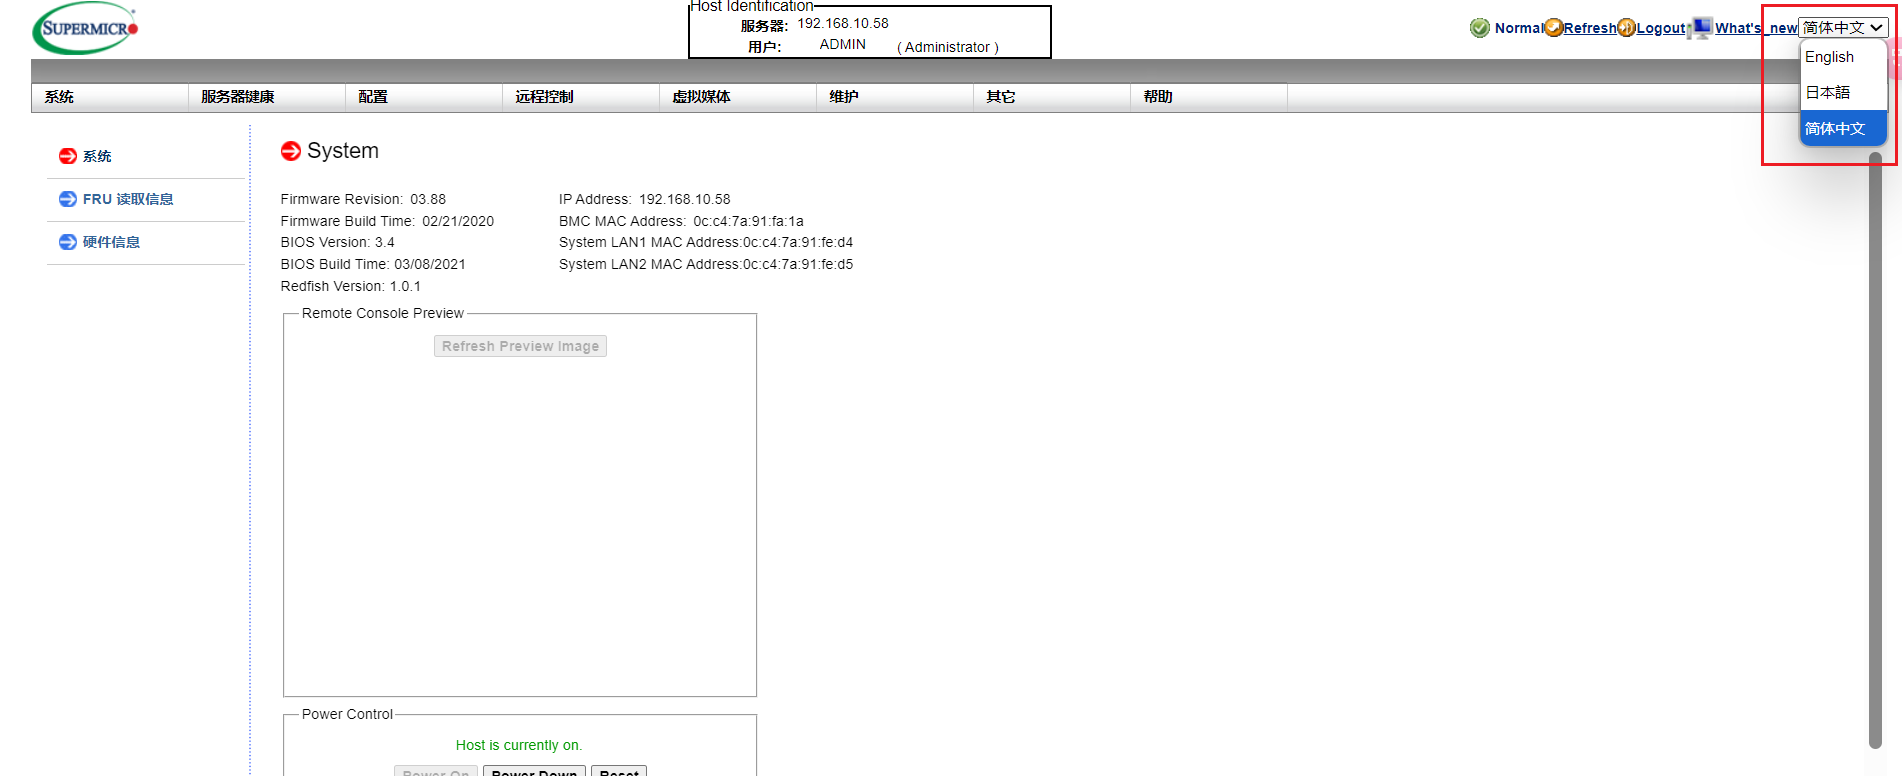 SUPERMICRO
Host Identification
服务器: 192.168.10.58
用户: ADMIN ( Administrator )
Normal Refresh Logout What's_new 简体中文
English
日本語
简体中文
系统 服务器健康 配置 远程控制 虚拟媒体 维护 其它 帮助
系统
FRU 读取信息
硬件信息
System
Firmware Revision: 03.88
Firmware Build Time: 02/21/2020
BIOS Version: 3.4
BIOS Build Time: 03/08/2021
Redfish Version: 1.0.1
IP Address: 192.168.10.58
BMC MAC Address: 0c:c4:7a:91:fa:1a
System LAN1 MAC Address:0c:c4:7a:91:fe:d4
System LAN2 MAC Address:0c:c4:7a:91:fe:d5
Remote Console Preview
Refresh Preview Image
Power Control
Host is currently on.
Power On Power Down Reset